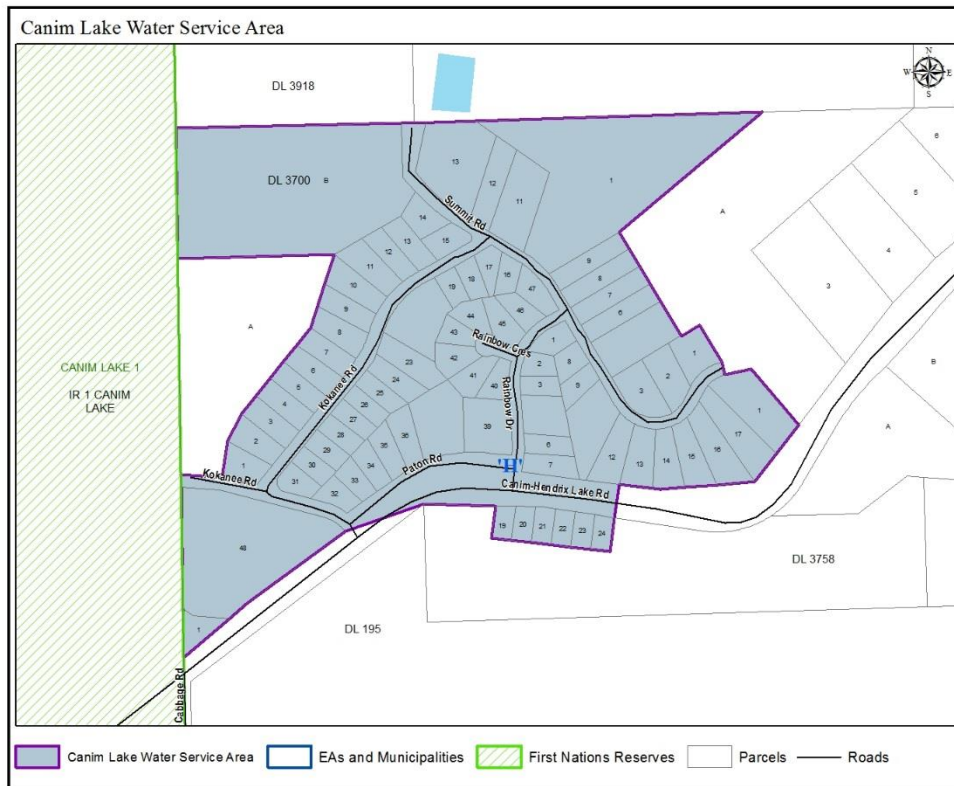 Canim Lake Water Service Area
N
W E
S
DL 3918
6
13
5
DL 3700 B
12
1
11
A
4
14
Summit Rd
13
15
12
3
11
9
17
16
8
10
18
47
19
7
9
46
6
44
45
8
A
43
Rainbow Cres
1
B
7
23
42
2
8
1
CANIM LAKE 1
6
41
3
2
24
40
9
3
5
Kokanee Rd
25
Rainbow Dr
IR 1 CANIM
LAKE
4
26
1
3
27
39
A
36
2
28
35
6
17
29
12
13
14
15
16
1
30
34
Paton Rd
'H'
7
Kokanee Rd
31
33
Canim-Hendrix Lake Rd
32
19 20 21 22 23 24
48
DL 3758
DL 195
1
Cabbage Rd
Canim Lake Water Service Area
EAs and Municipalities
First Nations Reserves
Parcels
Roads